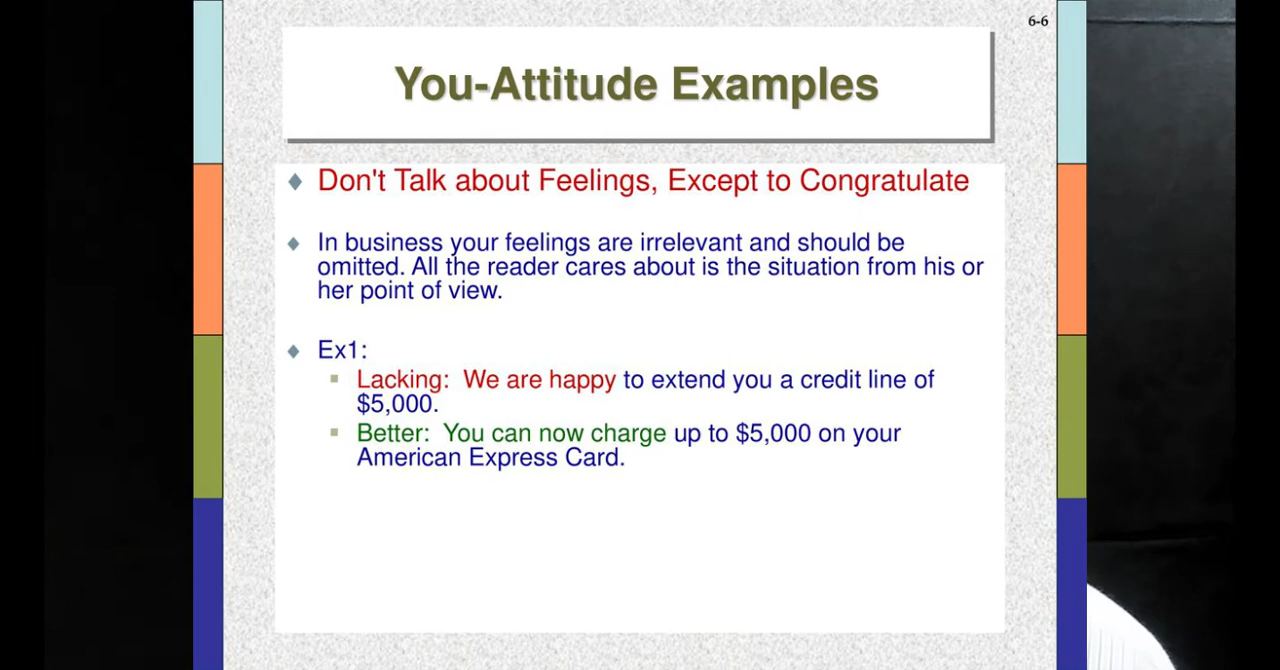 6-6
You-Attitude Examples
Don't Talk about Feelings, Except to Congratulate
In business your feelings are irrelevant and should be
omitted. All the reader cares about is the situation from his or
her point of view.
Ex1:
Lacking: We are happy to extend you a credit line of
$5,000.
Better: You can now charge up to $5,000 on your
American Express Card.